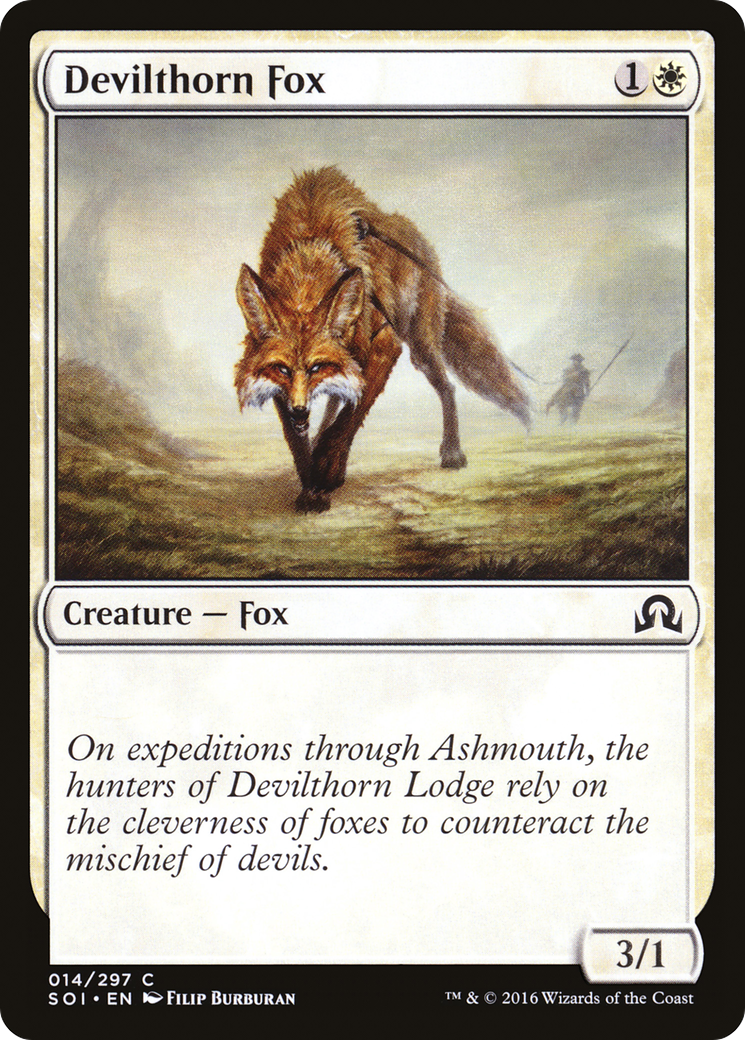 Devilthorn Fox 1
Creature — Fox
On expeditions through Ashmouth, the
hunters of Devilthorn Lodge rely on
the cleverness of foxes to counteract the
mischief of devils.
3/1
014/297 C
SOI • EN Filip Burburan
™ & © 2016 Wizards of the Coast